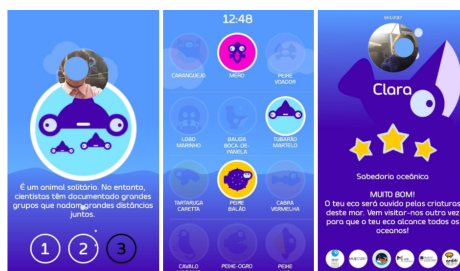 É um animal solitário. No entanto,
cientistas têm documentado grandes
grupos que nadam grandes distâncias
juntos.
1 2 3
12:48
CARANGUEJO
MERO
PEIXE
VOADOR
LOBO
MARINHO
BALEIA
BOCA-DE-
PANELA
TUBARÃO
MARTELO
TARTARUGA
CARETTA
PEIXE
BALÃO
CABRA
VERMELHA
CAVALO
PEIXE-OGRO
PEIXE
Clara
Sabedoria oceânica
MUITO BOM!
O teu eco será ouvido pelas criaturas
deste mar. Vem visitar-nos outra vez
para que o teu eco alcance todos os
oceanos!